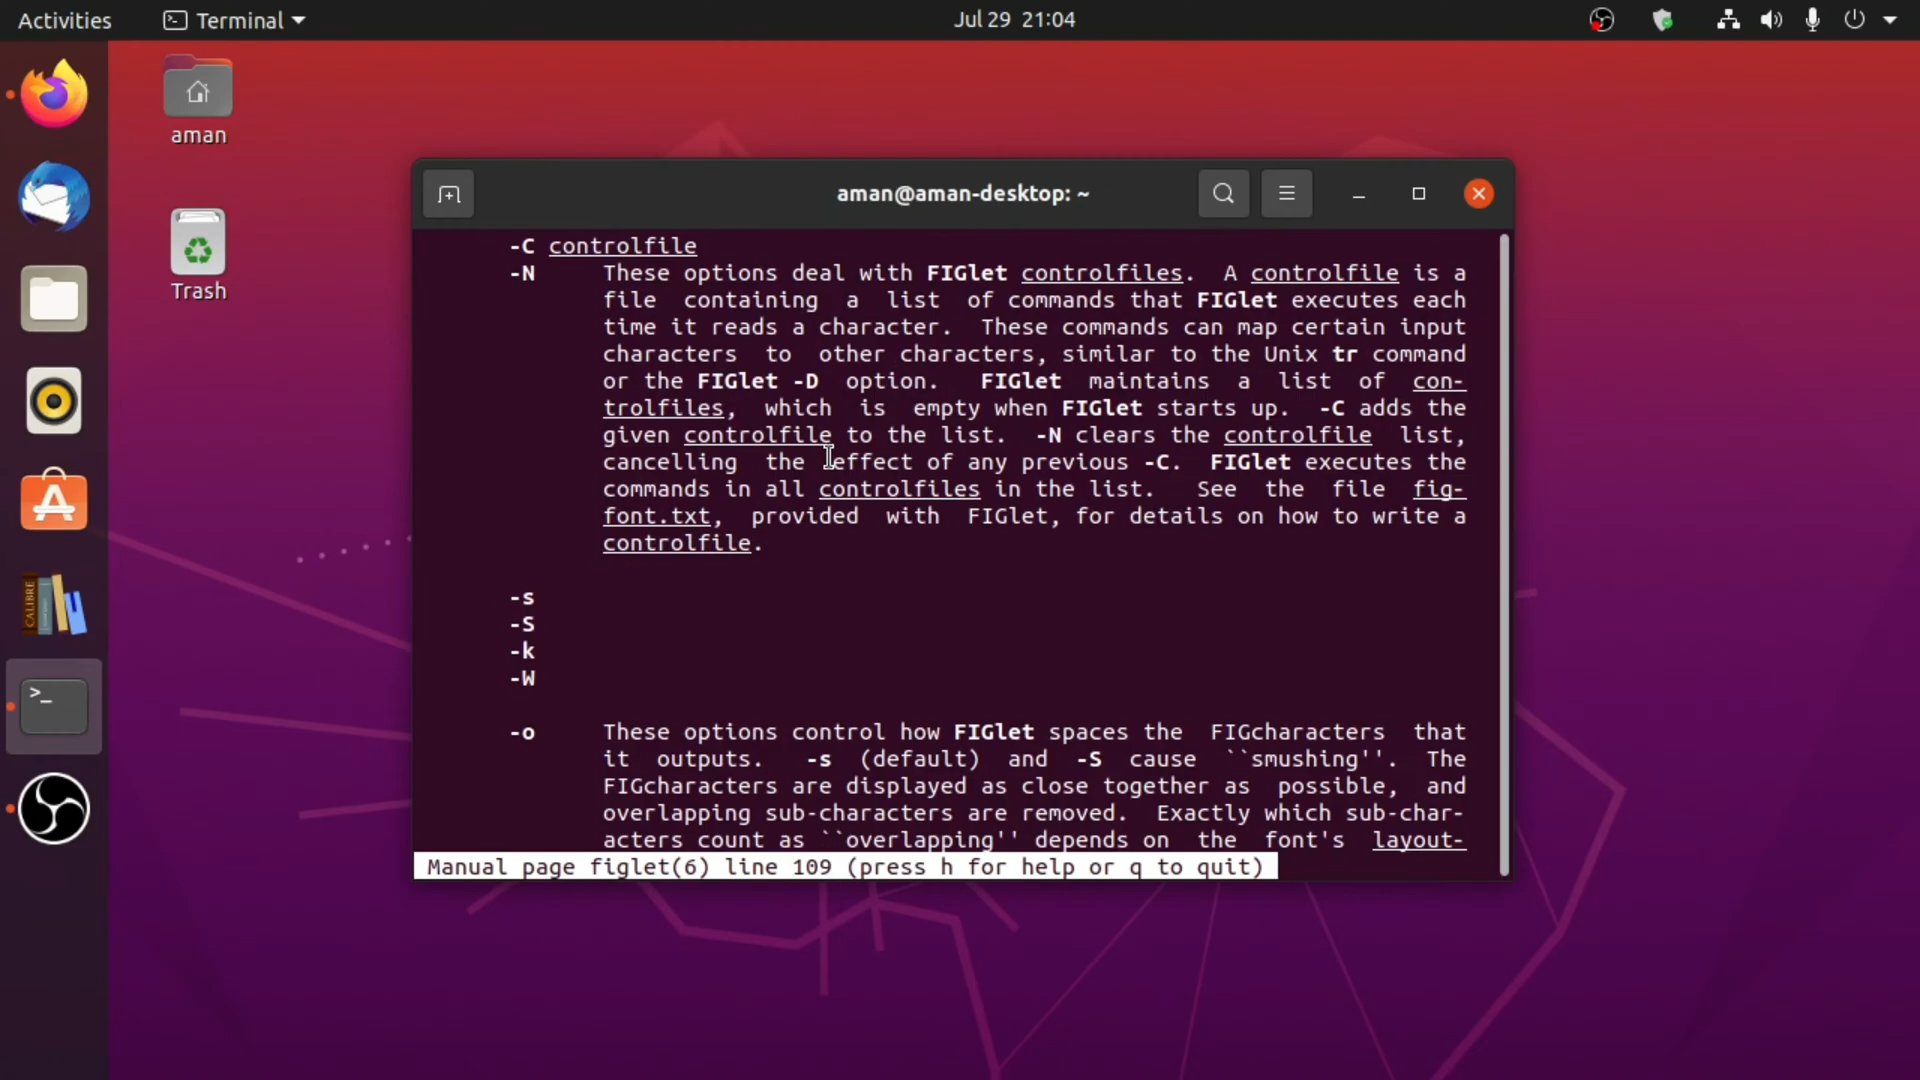 Activities
Terminal
Jul 29 21:04
aman
Trash
CALIBRE
aman@aman-desktop: ~
-C controlfile
-N These options deal with FIGlet controlfiles. A controlfile is a
file containing a list of commands that FIGlet executes each
time it reads a character. These commands can map certain input
characters to other characters, similar to the Unix tr command
or the FIGlet -D option. FIGlet maintains a list of con-
trolfiles, which is empty when FIGlet starts up. -C adds the
given controlfile to the list. -N clears the controlfile list,
cancelling the effect of any previous -C. FIGlet executes the
commands in all controlfiles in the list. See the file fig-
font.txt, provided with FIGlet, for details on how to write a
controlfile.
-s
-S
-k
-W
-o These options control how FIGlet spaces the FIGcharacters that
it outputs. -s (default) and -S cause ``smushing''. The
FIGcharacters are displayed as close together as possible, and
overlapping sub-characters are removed. Exactly which sub-char-
acters count as ``overlapping'' depends on the font's layout-
Manual page figlet(6) line 109 (press h for help or q to quit)